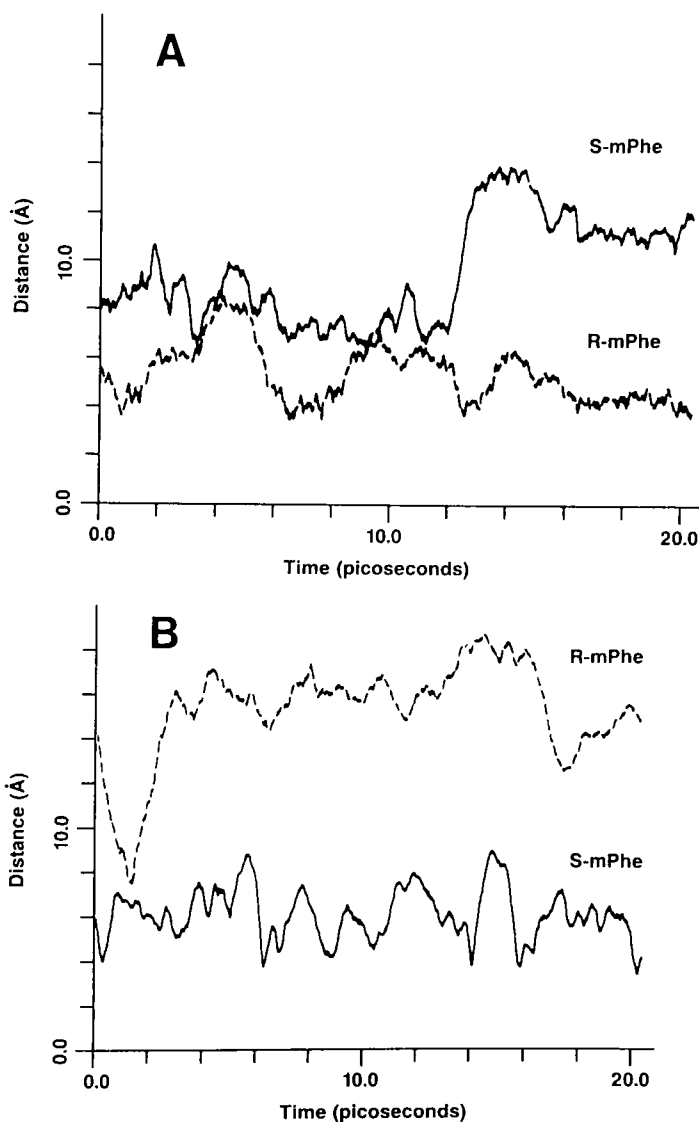 A
S-mPhe
Distance (Å)
10.0
R-mPhe
0.0
0.0
10.0
20.0
Time (picoseconds)
B
R-mPhe
Distance (Å)
10.0
S-mPhe
0.0
0.0
10.0
20.0
Time (picoseconds)